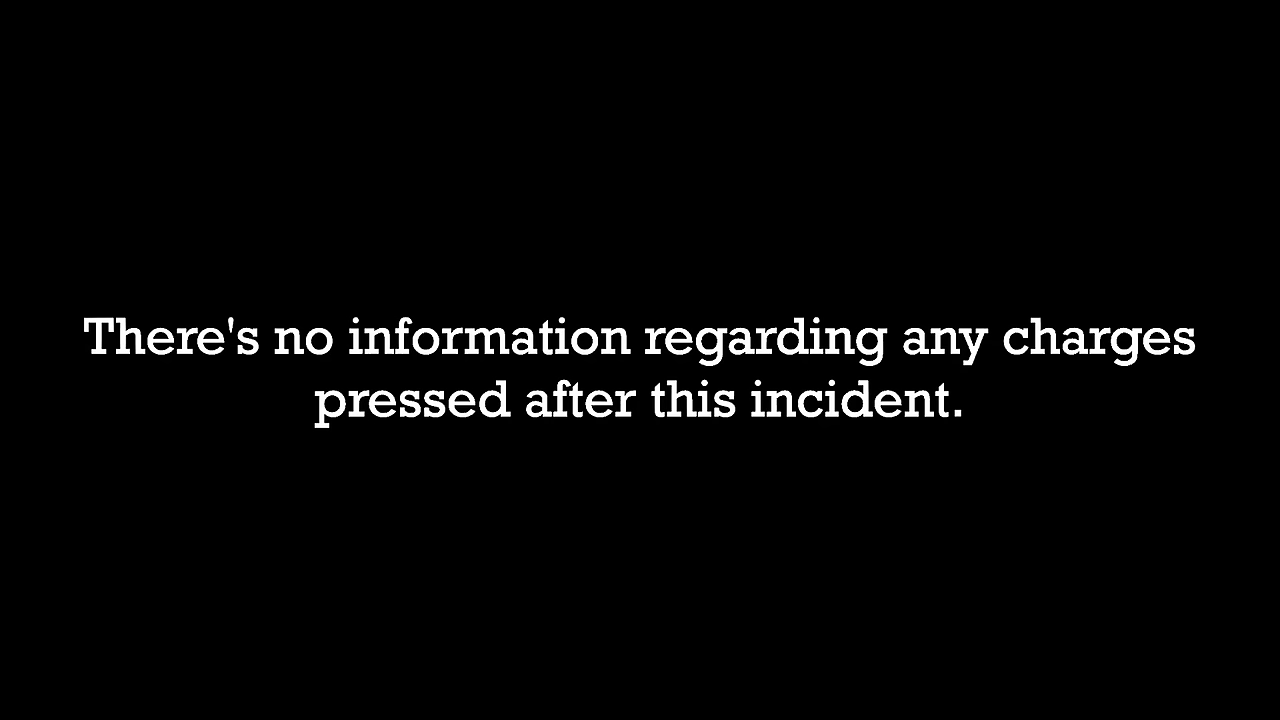 There's no information regarding any charges
pressed after this incident.